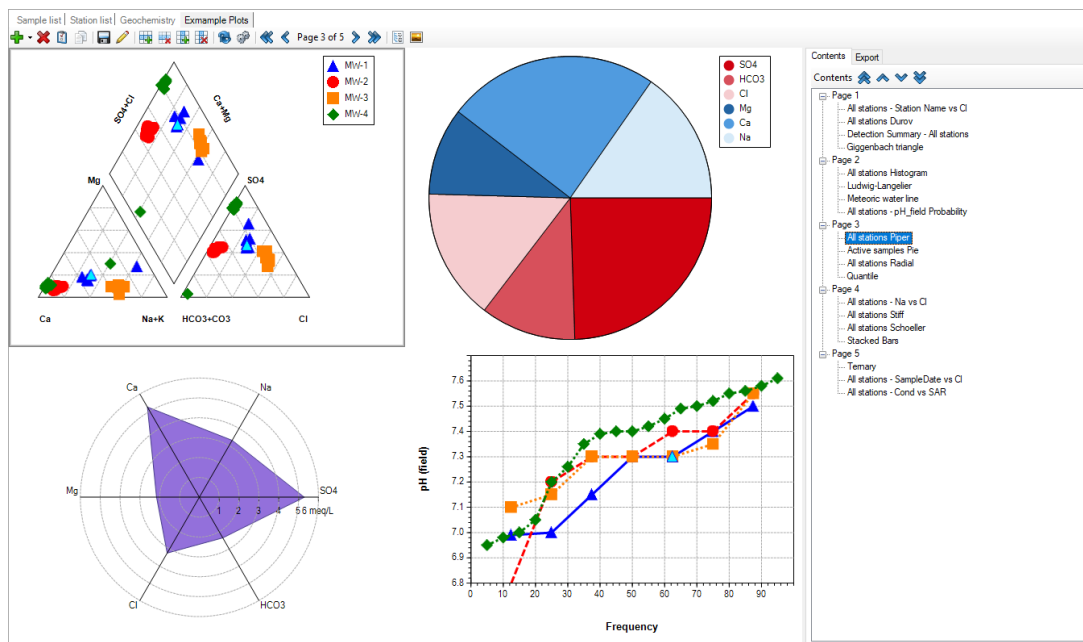 Sample list Station list Geochemistry Exmample Plots
Page 3 of 5
MW-1
MW-2
MW-3
MW-4
SO4+Cl
Ca+Mg
Mg
SO4
Ca
Na+K
HCO3+CO3
Cl
SO4
HCO3
Cl
Mg
Ca
Na
Ca
Na
Mg
SO4
1 2 3 4 5 6 meq/L
Cl
HCO3
pH (field)
7.6
7.5
7.4
7.3
7.2
7.1
7.0
6.9
6.8
0 10 20 30 40 50 60 70 80 90
Frequency
Contents Export
Contents
Page 1
All stations - Station Name vs Cl
All stations Durov
Detection Summary - All stations
Giggenbach triangle
Page 2
All stations Histogram
Ludwig-Langelier
Meteoric water line
All stations - pH_field Probability
Page 3
All stations Piper
Active samples Pie
All stations Radial
Quantile
Page 4
All stations - Na vs Cl
All stations Stiff
All stations Schoeller
Stacked Bars
Page 5
Ternary
All stations - SampleDate vs Cl
All stations - Cond vs SAR